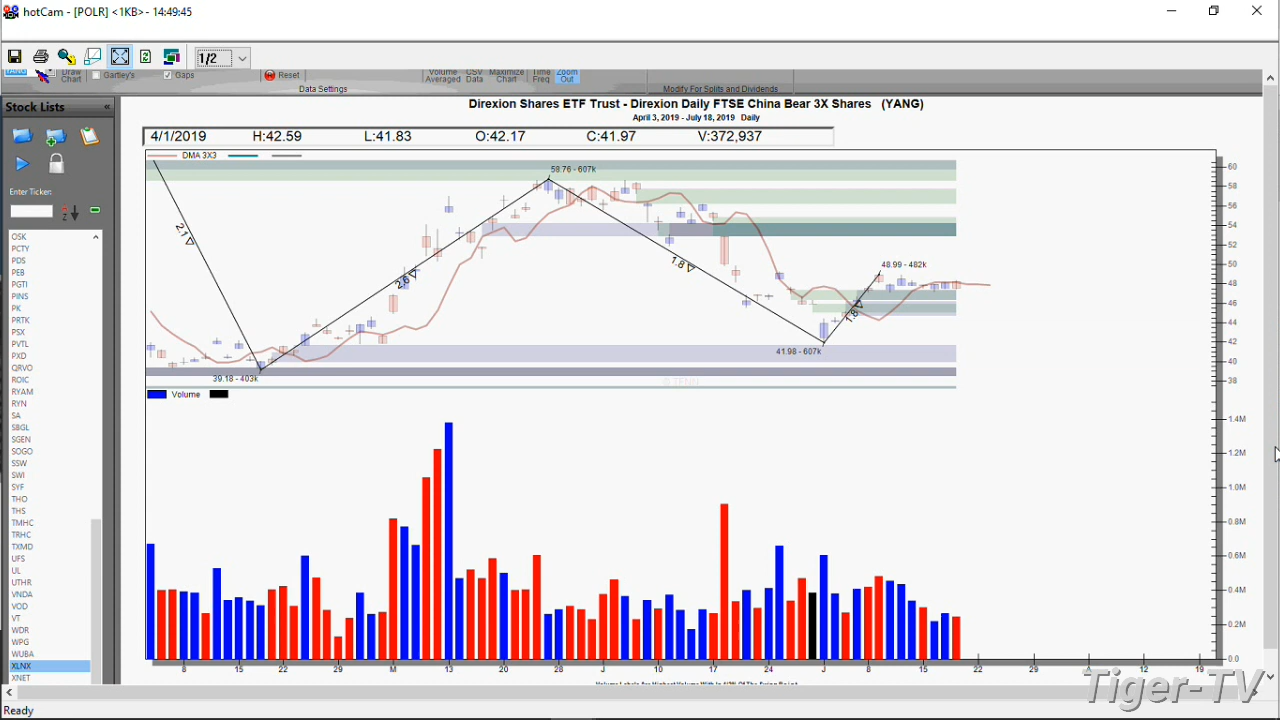 hotCam - [POLR] <1KB> - 14:49:45
1/2
Draw Chart
Gartley's
Gaps
Reset
Volume Averaged
CSV Data
Maximize Chart
Time Freq
Zoom Out
Data Settings
Modify For Splits and Dividends
Stock Lists
«
Direxion Shares ETF Trust - Direxion Daily FTSE China Bear 3X Shares (YANG)
April 3, 2019 - July 18, 2019 Daily
4/1/2019 H:42.59 L:41.83 O:42.17 C:41.97 V:372,937
DMA 3X3
Enter Ticker:
OSK
PCTY
PDS
PEB
PGTI
PINS
PK
PRTK
PSX
PVTL
PXD
QRVO
ROIC
RYAM
RYN
SA
SBGL
SGEN
SOGO
SSW
SWI
SYF
THO
THS
TMHC
TRHC
TXMD
UFS
UL
UTHR
VNDA
VOD
VT
WDR
WPG
WUBA
XLNX
XNET
58.76 - 607k
48.99 - 482k
41.98 - 607k
39.18 - 403k
2.1
2.6
1.8
1.8
60
58
56
54
52
50
48
46
44
42
40
38
Volume
1.4M
1.2M
1.0M
0.8M
0.6M
0.4M
0.2M
0.0
8 15 22 29 M 13 20 28 J 10 17 24 J 8 15 22 29 A 12 19
Tiger-TV
Ready